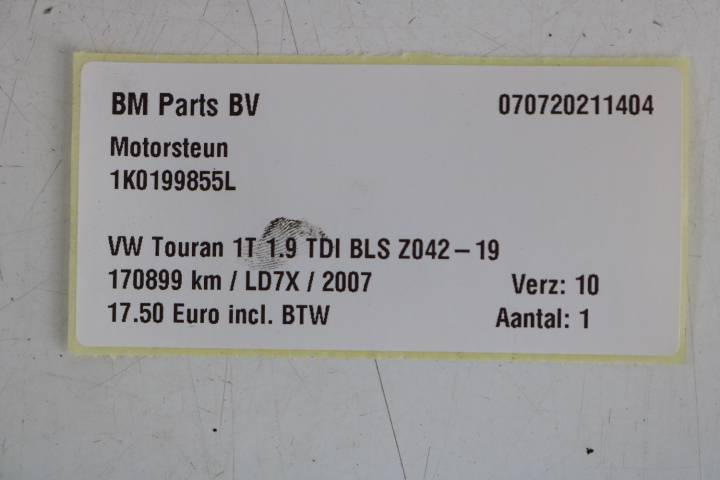 BM Parts BV 070720211404
Motorsteun
1K0199855L
VW Touran 1T 1.9 TDI BLS Z042-19
170899 km / LD7X / 2007 Verz: 10
17.50 Euro incl. BTW Aantal: 1